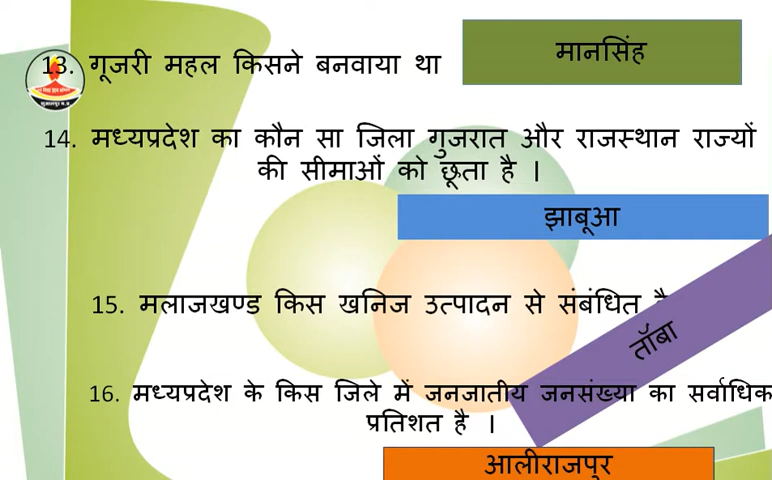 13. गूजरी महल किसने बनवाया था
मानसिंह
14. मध्यप्रदेश का कौन सा जिला गुजरात और राजस्थान राज्यों
की सीमाओं को छूता है ।
झाबूआ
15. मलाजखण्ड किस खनिज उत्पादन से संबंधित है
ताॅबा
16. मध्यप्रदेश के किस जिले में जनजातीय जनसंख्या का सर्वाधिक
प्रतिशत है ।
आलीराजपुर